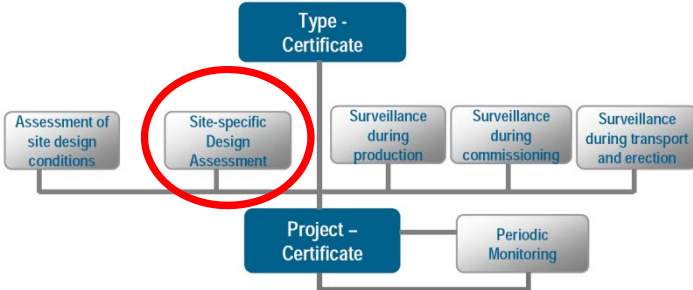 Type -
Certificate
Assessment of
site design
conditions
Site-specific
Design
Assessment
Surveillance
during
production
Surveillance
during
commissioning
Surveillance
during transport
and erection
Project –
Certificate
Periodic
Monitoring